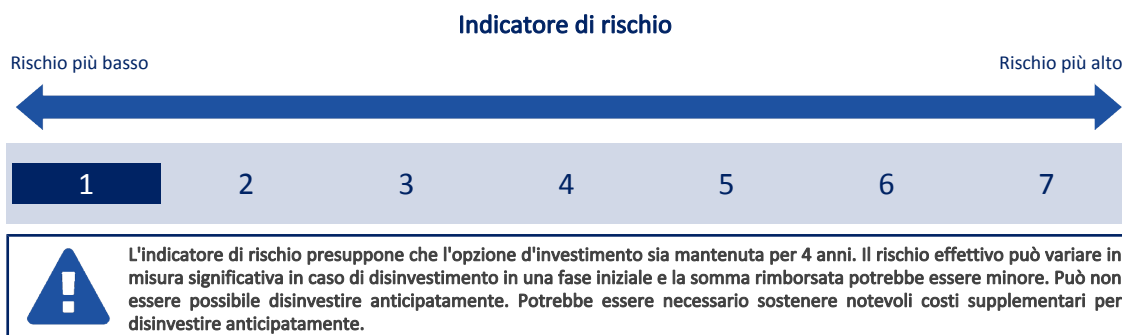 Indicatore di rischio
Rischio più basso
Rischio più alto
1 2 3 4 5 6 7
L'indicatore di rischio presuppone che l'opzione d'investimento sia mantenuta per 4 anni. Il rischio effettivo può variare in
misura significativa in caso di disinvestimento in una fase iniziale e la somma rimborsata potrebbe essere minore. Può non
essere possibile disinvestire anticipatamente. Potrebbe essere necessario sostenere notevoli costi supplementari per
disinvestire anticipatamente.